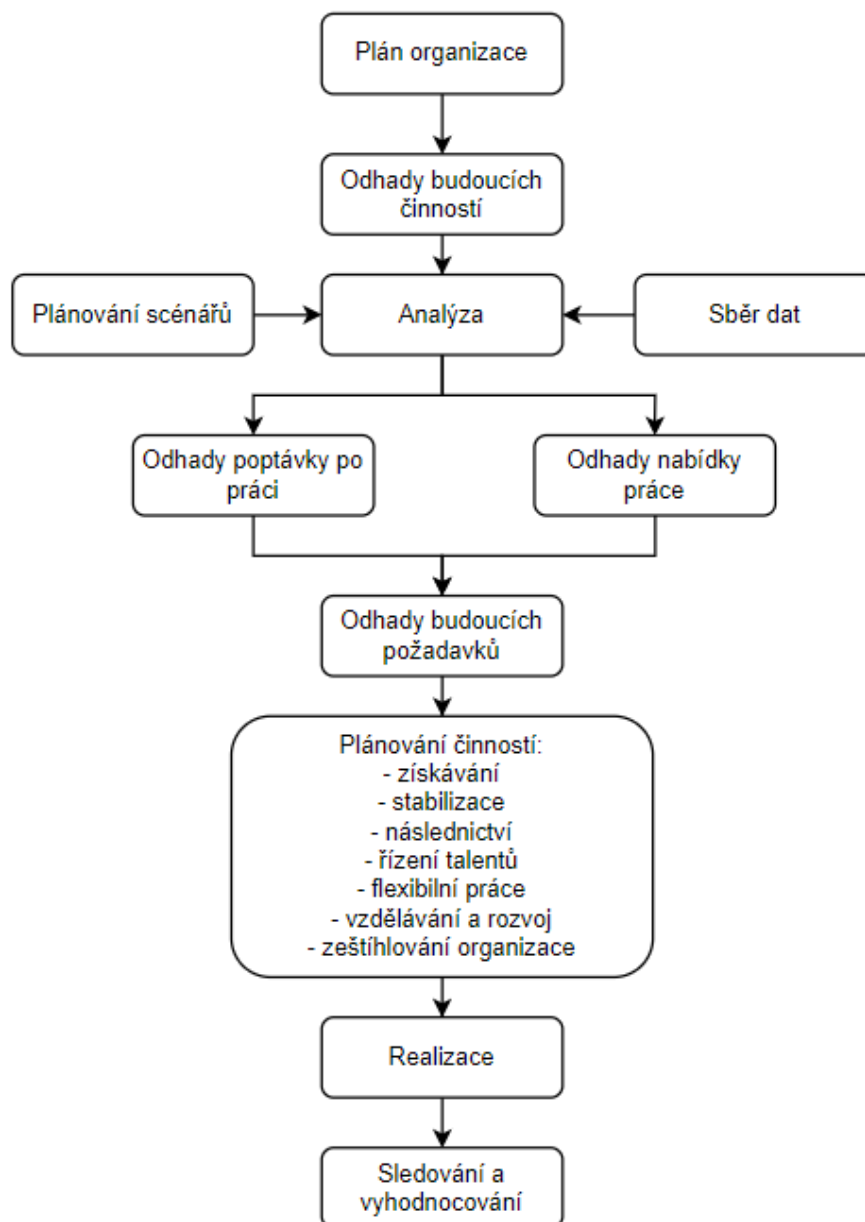 Plán organizace
Odhady budoucích
činností
Plánování scénářů
Analýza
Sběr dat
Odhady poptávky po
práci
Odhady nabídky
práce
Odhady budoucích
požadavků
Plánování činností:
- získávání
- stabilizace
- následnictví
- řízení talentů
- flexibilní práce
- vzdělávání a rozvoj
- zeštíhlování organizace
Realizace
Sledování a
vyhodnocování